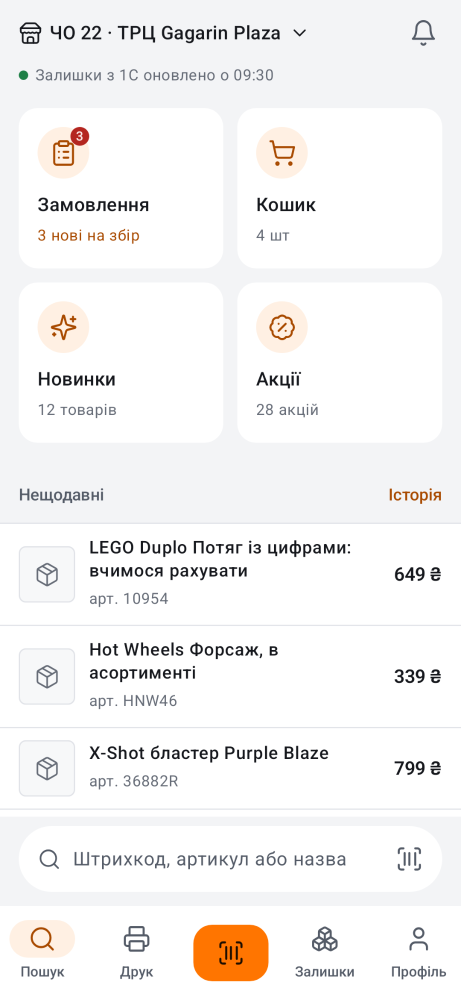 ЧО 22 · ТРЦ Gagarin Plaza
Залишки з 1С оновлено о 09:30
3
Замовлення
3 нові на збір
Кошик
4 шт
Новинки
12 товарів
Акції
28 акцій
Нещодавні
Історія
LEGO Duplo Потяг із цифрами:
вчимося рахувати
арт. 10954
649 ₴
Hot Wheels Форсаж, в
асортименті
арт. HNW46
339 ₴
X-Shot бластер Purple Blaze
арт. 36882R
799 ₴
Штрихкод, артикул або назва
Пошук
Друк
Залишки
Профіль